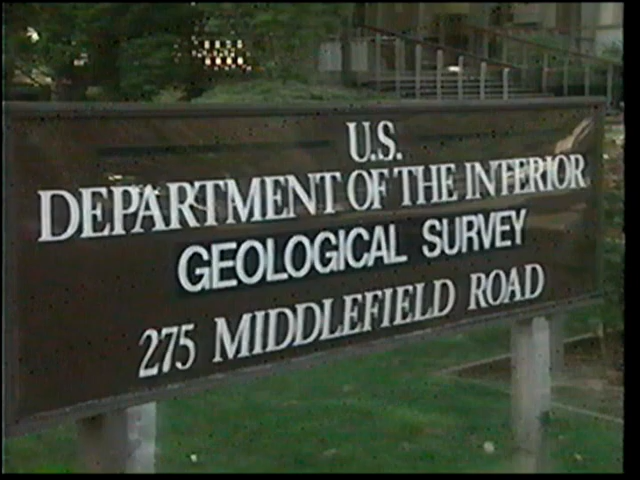 U.S.
DEPARTMENT OF THE INTERIOR
GEOLOGICAL SURVEY
275 MIDDLEFIELD ROAD